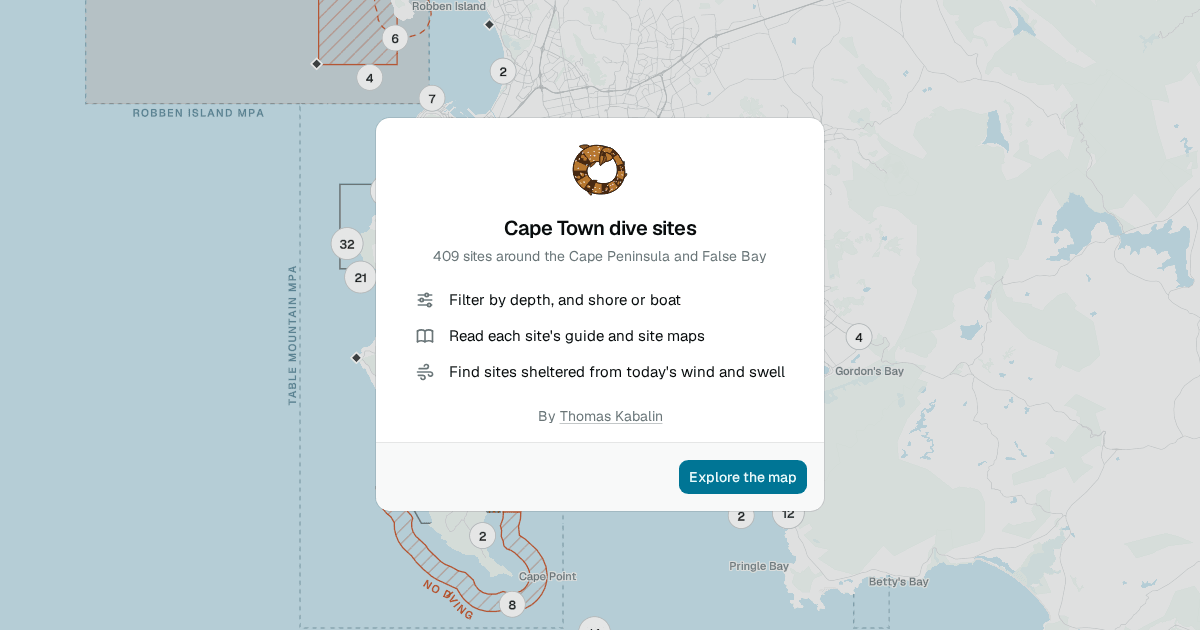 Robben Island
6
2
4
7
ROBBEN ISLAND MPA
Cape Town dive sites
409 sites around the Cape Peninsula and False Bay
32
21
TABLE MOUNTAIN MPA
Filter by depth, and shore or boat
Read each site's guide and site maps
Find sites sheltered from today's wind and swell
4
Gordon's Bay
By Thomas Kabalin
Explore the map
2
12
2
Pringle Bay
Cape Point
Betty's Bay
NO DIVING
8